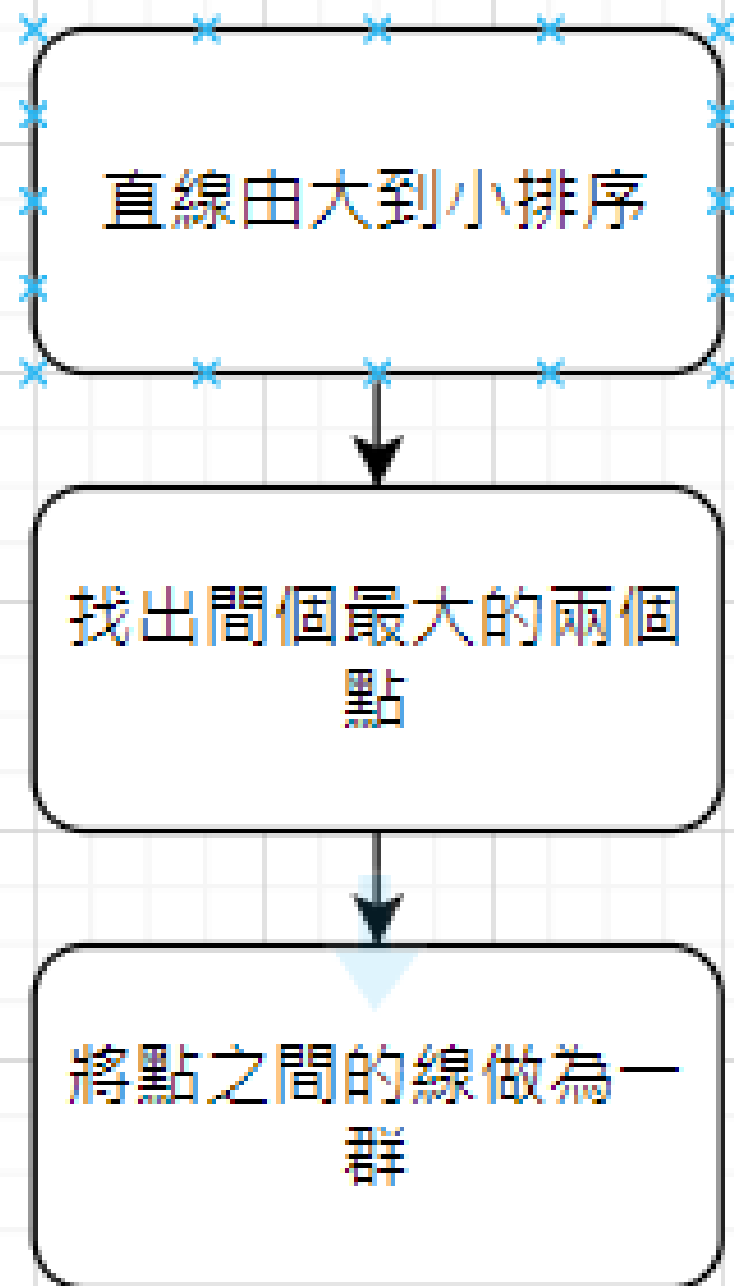 直線由大到小排序
找出間個最大的兩個
點
將點之間的線做為一
群